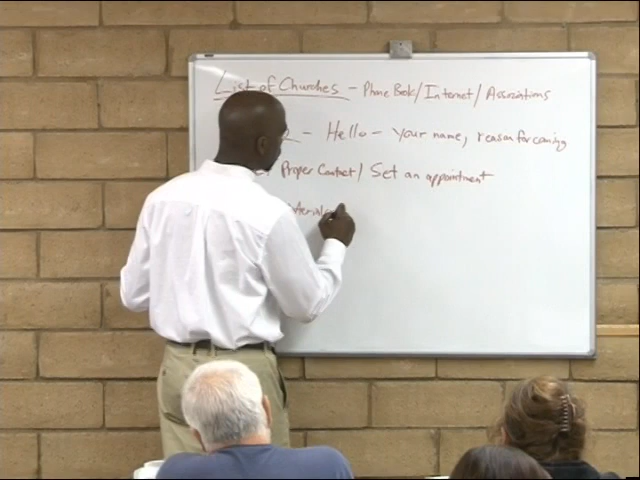 List of Churches - Phone Book/Internet/Associations
- Hello - your name, reason for coming
Proper Contact/Set an appointment